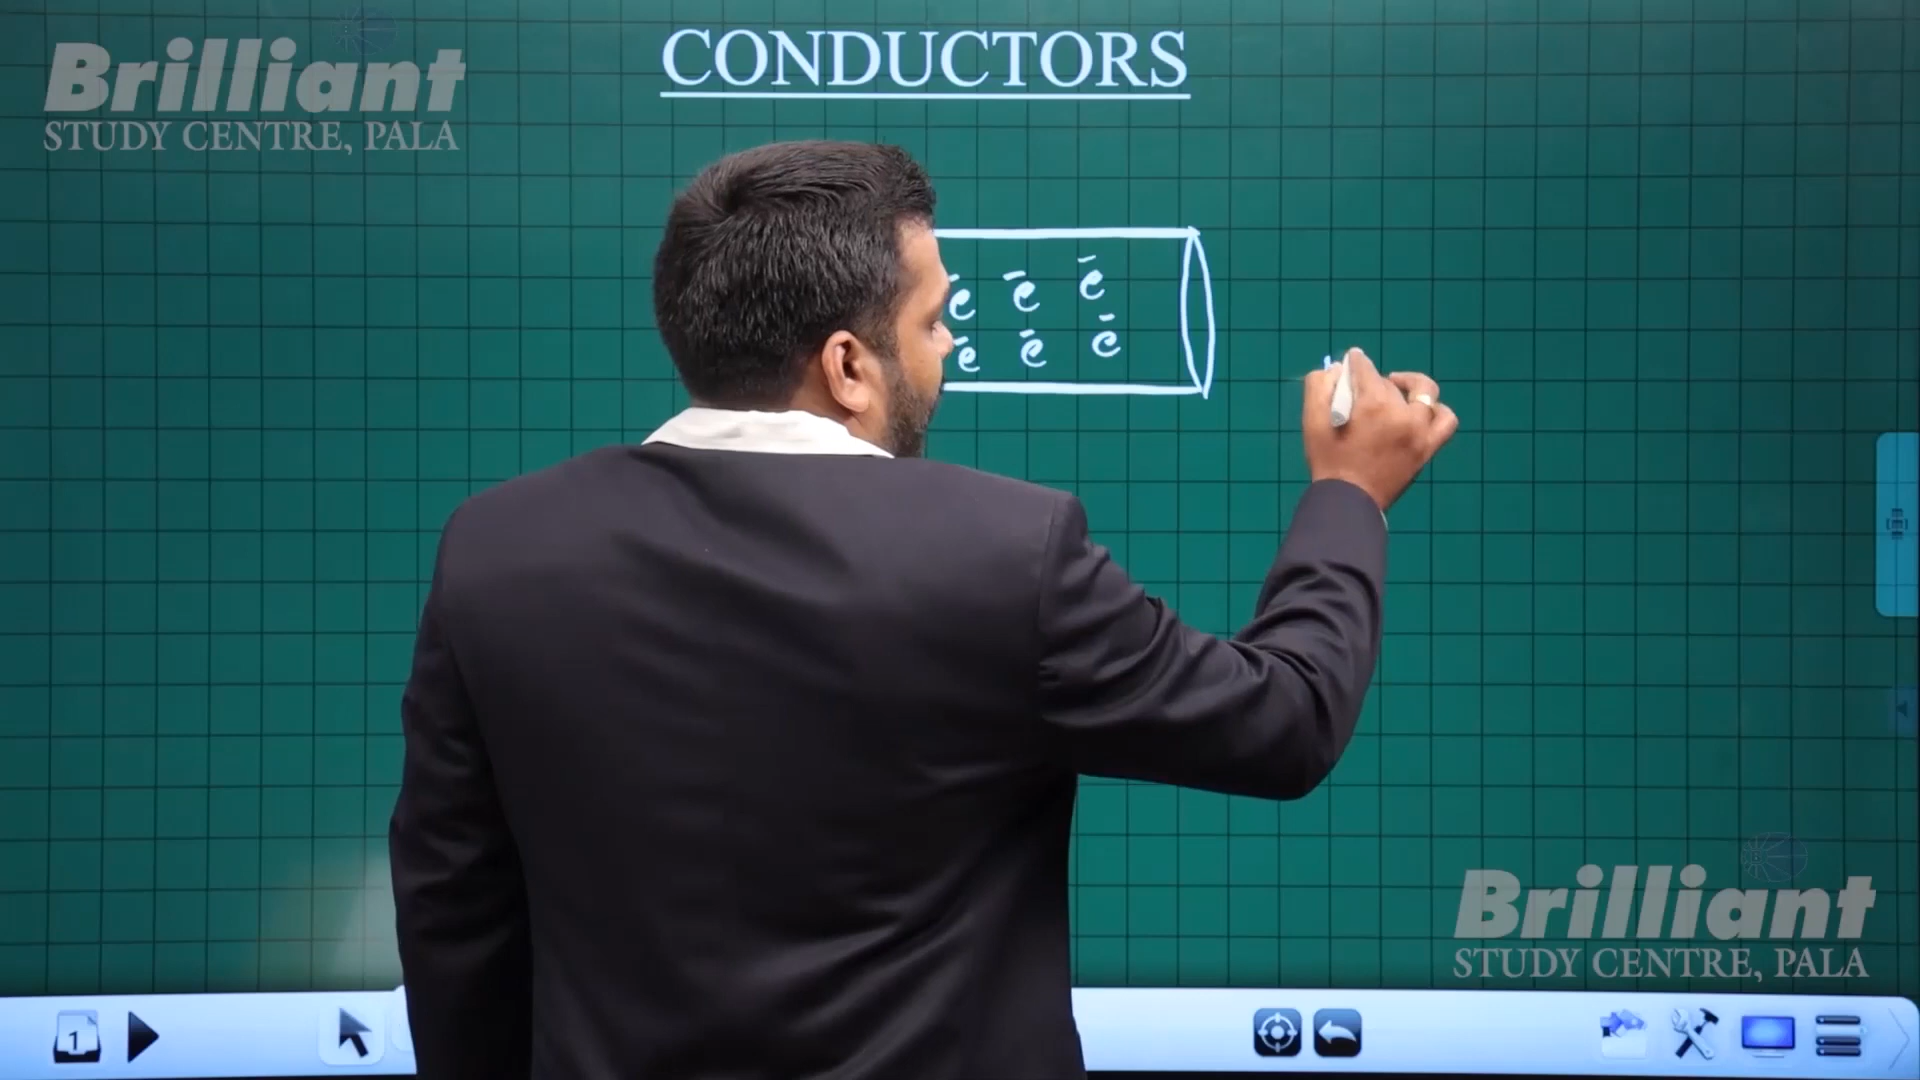 CONDUCTORS
Brilliant
STUDY CENTRE, PALA
e̅ e̅ e̅
e̅ e̅ e̅
Brilliant
STUDY CENTRE, PALA
1